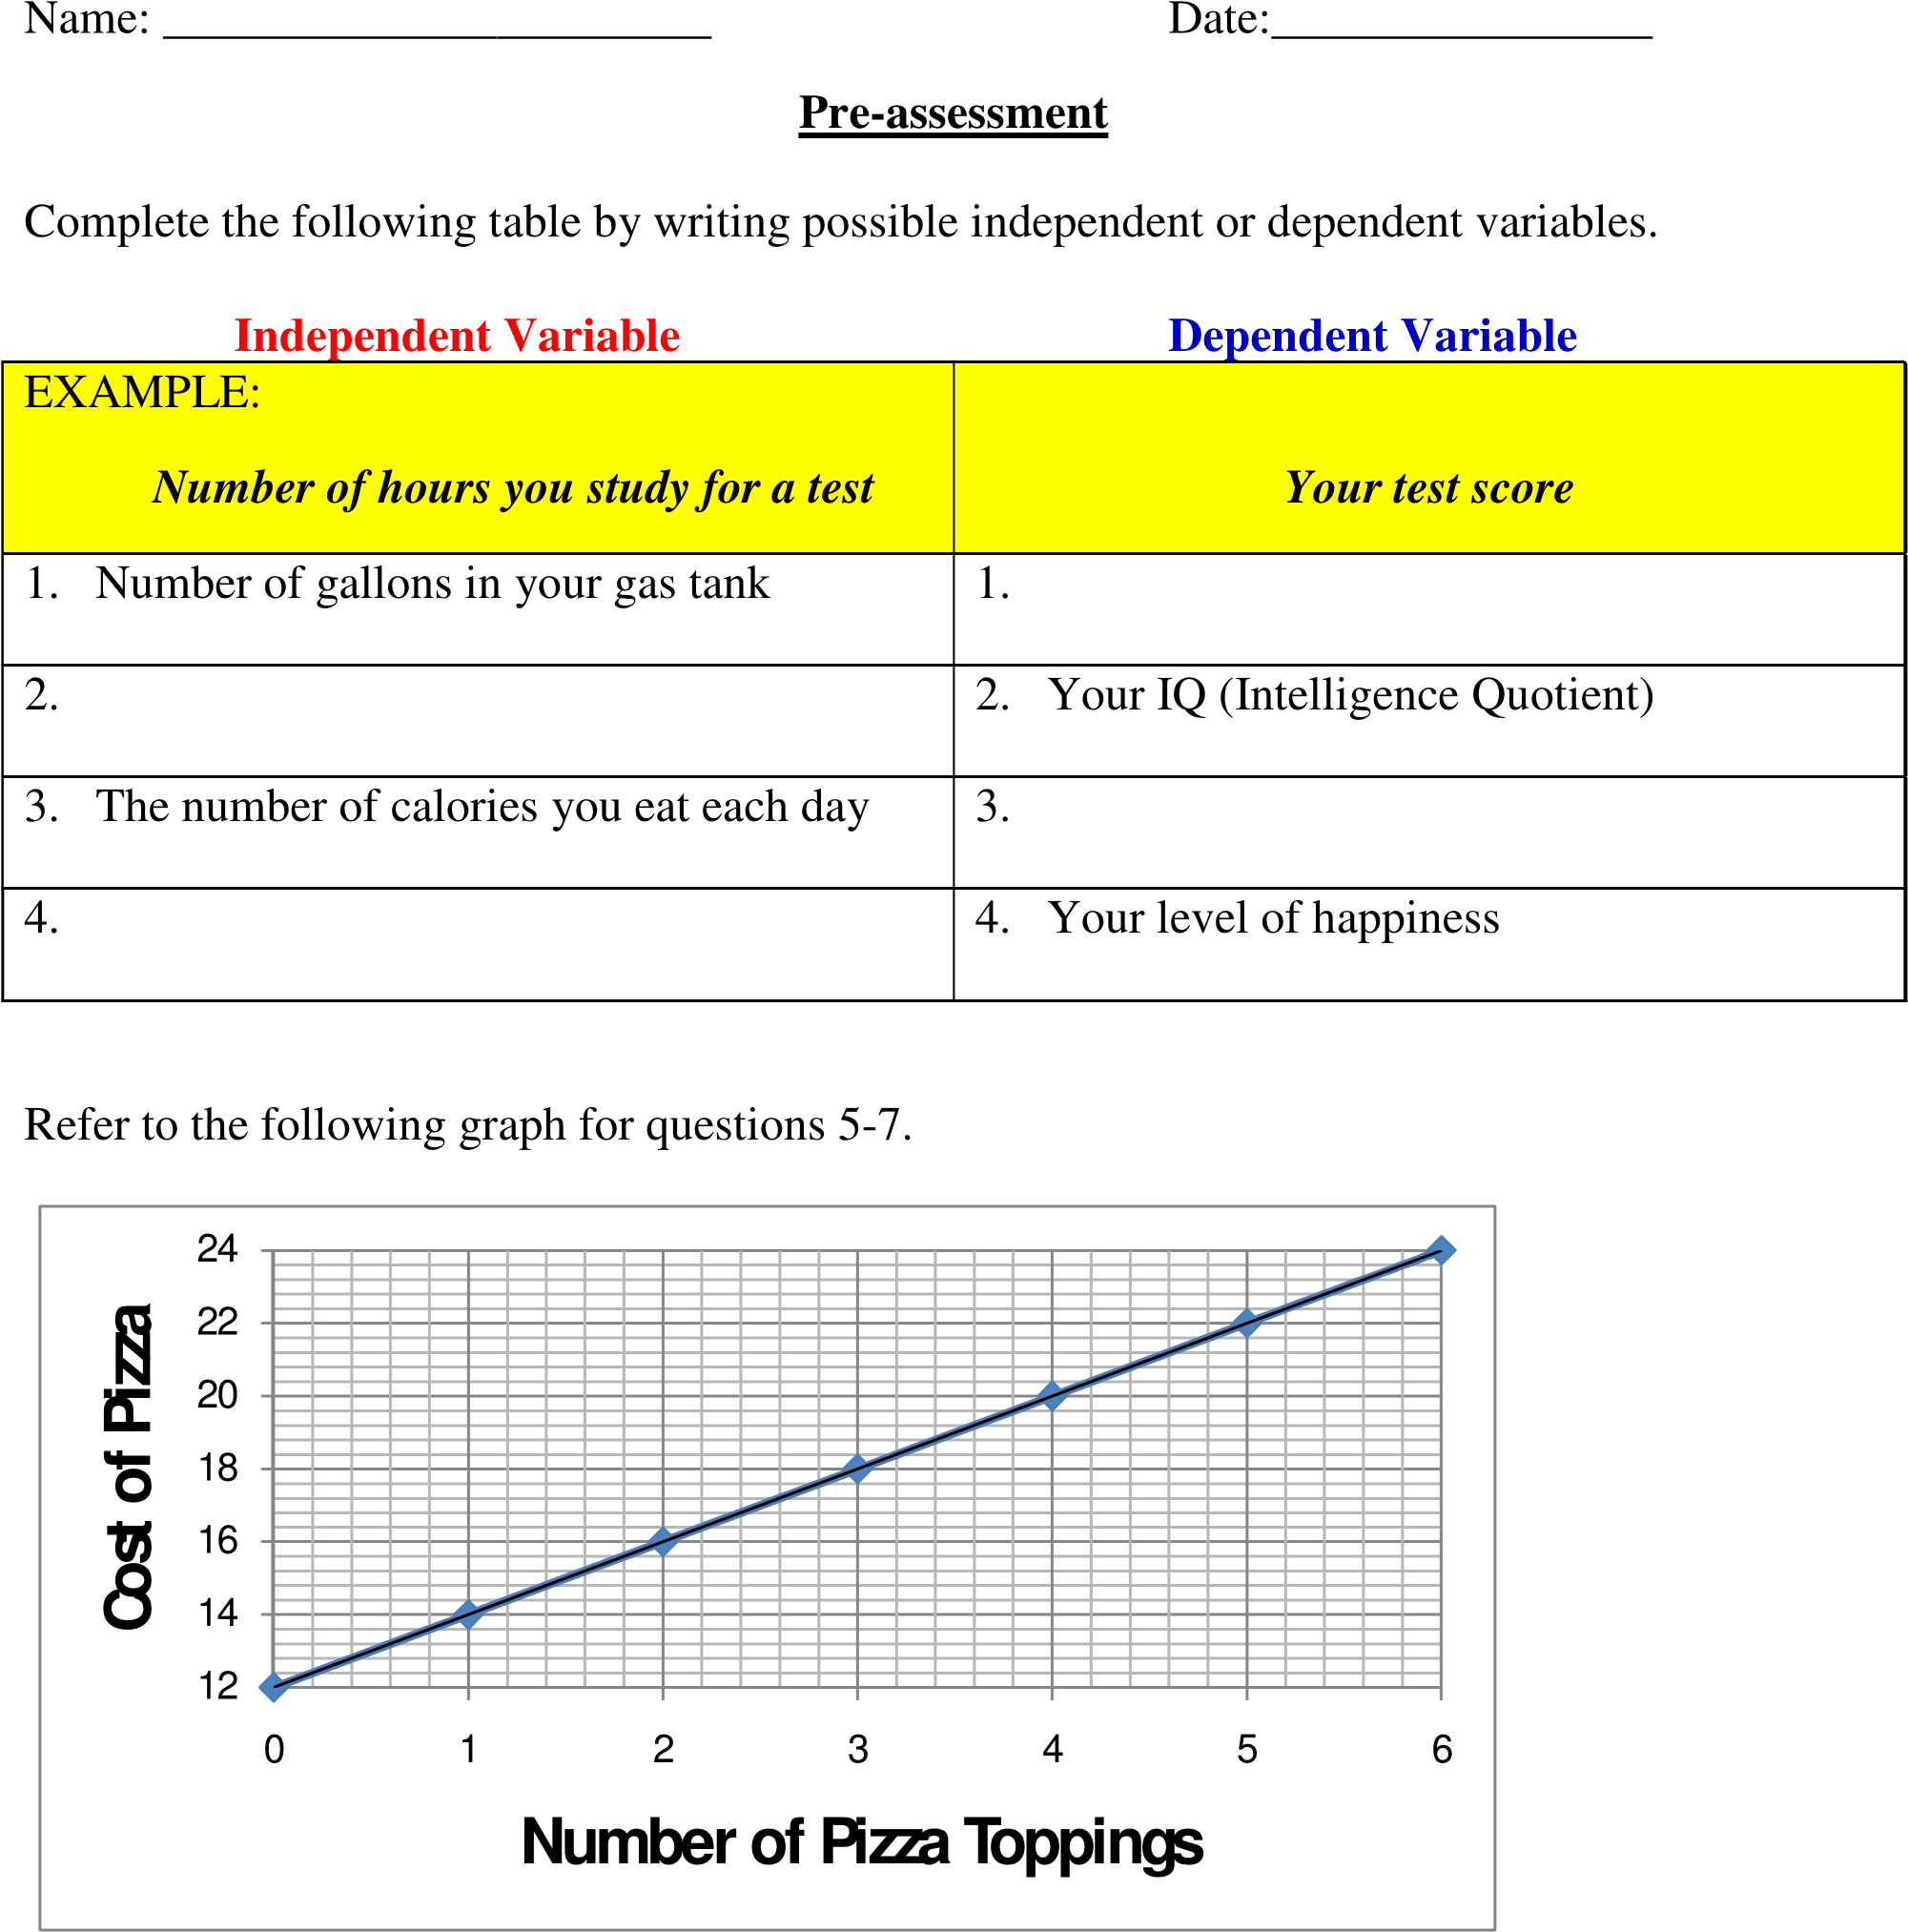 Name: _______________________ Date:________________
Pre-assessment
Complete the following table by writing possible independent or dependent variables.
Independent Variable Dependent Variable
EXAMPLE:
Number of hours you study for a test Your test score
1. Number of gallons in your gas tank 1.
2. 2. Your IQ (Intelligence Quotient)
3. The number of calories you eat each day 3.
4. 4. Your level of happiness
Refer to the following graph for questions 5-7.
Cost of Pizza
24
22
20
18
16
14
12
0 1 2 3 4 5 6
Number of Pizza Toppings